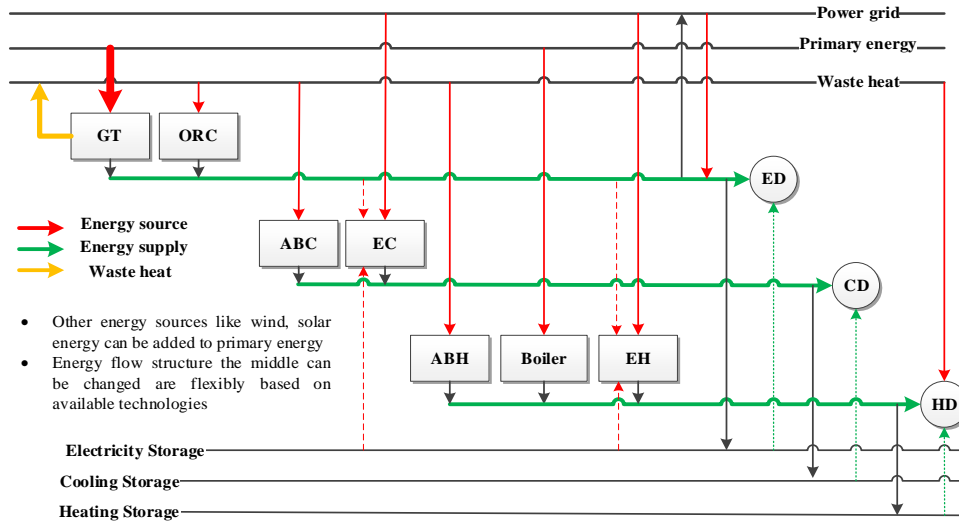 Power grid
Primary energy
Waste heat
GT
ORC
ED
Energy source
Energy supply
Waste heat
ABC
EC
CD
• Other energy sources like wind, solar
energy can be added to primary energy
• Energy flow structure the middle can
be changed are flexibly based on
available technologies
ABH
Boiler
EH
HD
Electricity Storage
Cooling Storage
Heating Storage